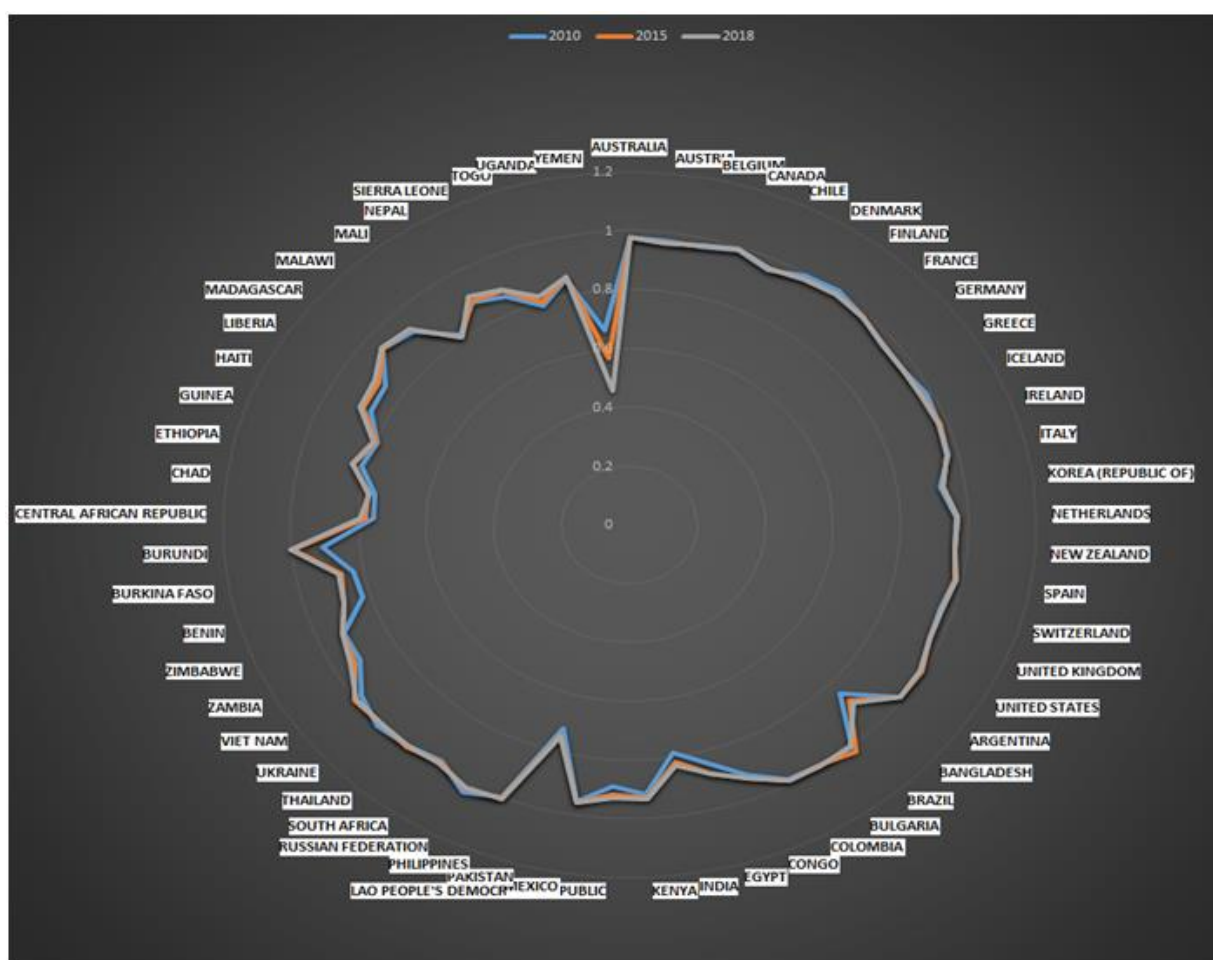 2010 2015 2018
AUSTRALIA
AUSTRIA
BELGIUM
CANADA
CHILE
DENMARK
FINLAND
FRANCE
GERMANY
GREECE
ICELAND
IRELAND
ITALY
KOREA (REPUBLIC OF)
NETHERLANDS
NEW ZEALAND
SPAIN
SWITZERLAND
UNITED KINGDOM
UNITED STATES
ARGENTINA
BANGLADESH
BRAZIL
BULGARIA
COLOMBIA
CONGO
EGYPT
INDIA
KENYA
LAO PEOPLE'S DEMOCR PUBLIC
MEXICO
PAKISTAN
PHILIPPINES
RUSSIAN FEDERATION
SOUTH AFRICA
THAILAND
UKRAINE
VIET NAM
ZAMBIA
ZIMBABWE
BENIN
BURKINA FASO
BURUNDI
CENTRAL AFRICAN REPUBLIC
CHAD
ETHIOPIA
GUINEA
HAITI
LIBERIA
MADAGASCAR
MALAWI
MALI
NEPAL
SIERRA LEONE
TOGO
UGANDA
YEMEN
1.2
1
0.8
0.4
0.2
0